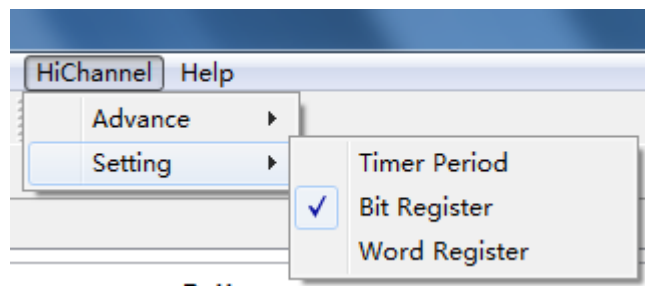 HiChannel Help
Advance
Setting
Timer Period
Bit Register
Word Register